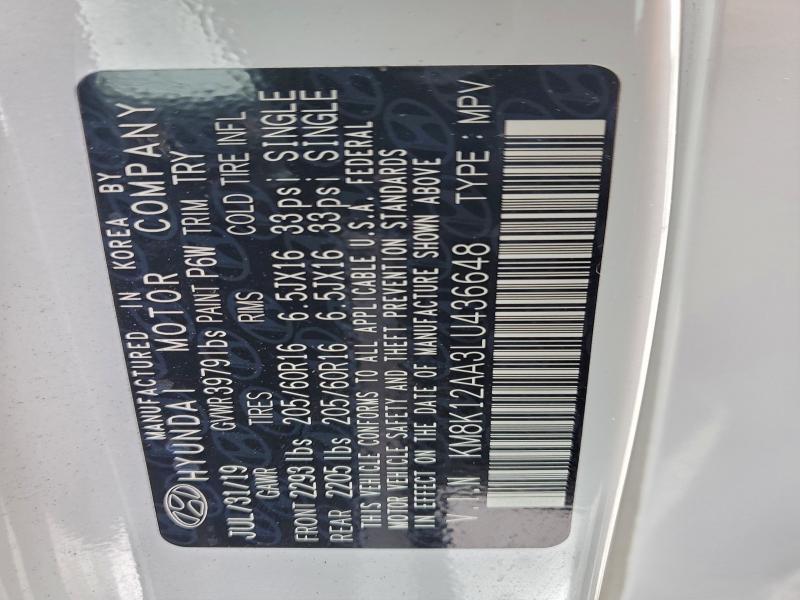 MANUFACTURED IN KOREA BY
HYUNDAI MOTOR COMPANY
JUL/31/19 GVWR 3979 lbs PAINT P6W TRIM TRY
GAWR TIRES RMS COLD TIRE INFL
FRONT 2293 lbs 205/60R16 6.5JX16 33psi SINGLE
REAR 2205 lbs 205/60R16 6.5JX16 33psi SINGLE
THIS VEHICLE CONFORMS TO ALL APPLICABLE U.S.A. FEDERAL
MOTOR VEHICLE SAFETY AND THEFT PREVENTION STANDARDS
IN EFFECT ON THE DATE OF MANUFACTURE SHOWN ABOVE
V.I.N KM8K12AA3LU436648 TYPE : MPV